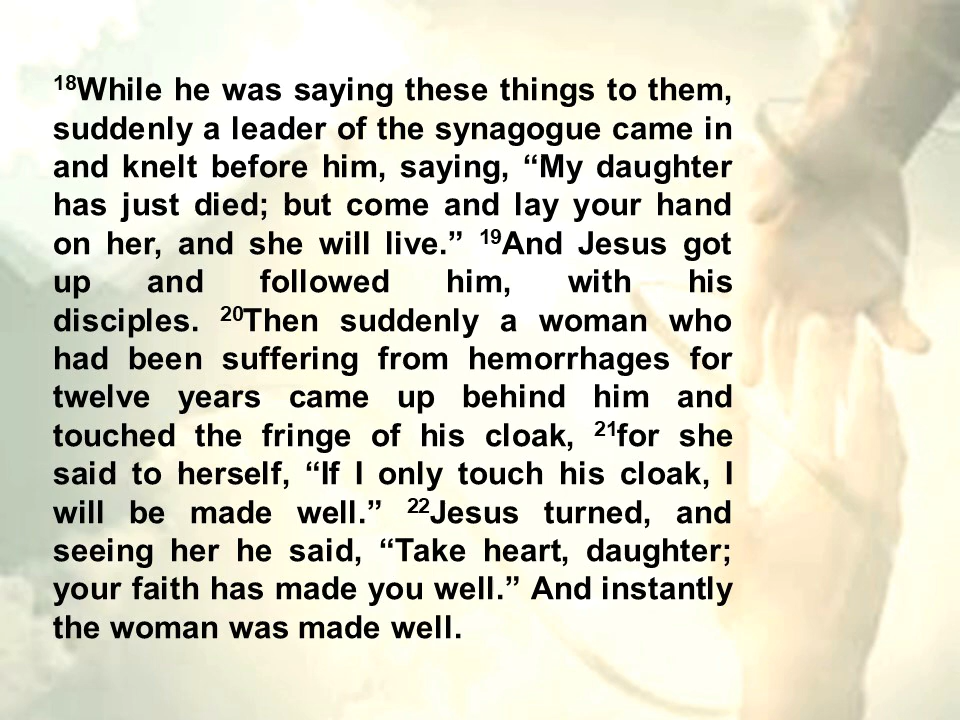 ¹⁸While he was saying these things to them,
suddenly a leader of the synagogue came in
and knelt before him, saying, “My daughter
has just died; but come and lay your hand
on her, and she will live.” ¹⁹And Jesus got
up and followed him, with his
disciples. ²⁰Then suddenly a woman who
had been suffering from hemorrhages for
twelve years came up behind him and
touched the fringe of his cloak, ²¹for she
said to herself, “If I only touch his cloak, I
will be made well.” ²²Jesus turned, and
seeing her he said, “Take heart, daughter;
your faith has made you well.” And instantly
the woman was made well.